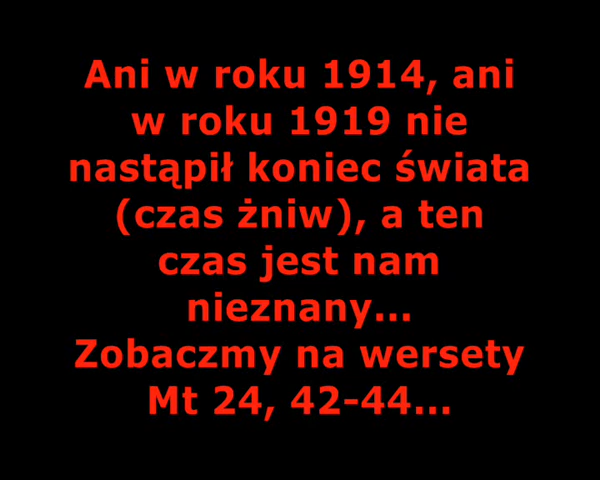 Ani w roku 1914, ani
w roku 1919 nie
nastąpił koniec świata
(czas żniw), a ten
czas jest nam
nieznany...
Zobaczmy na wersety
Mt 24, 42-44...